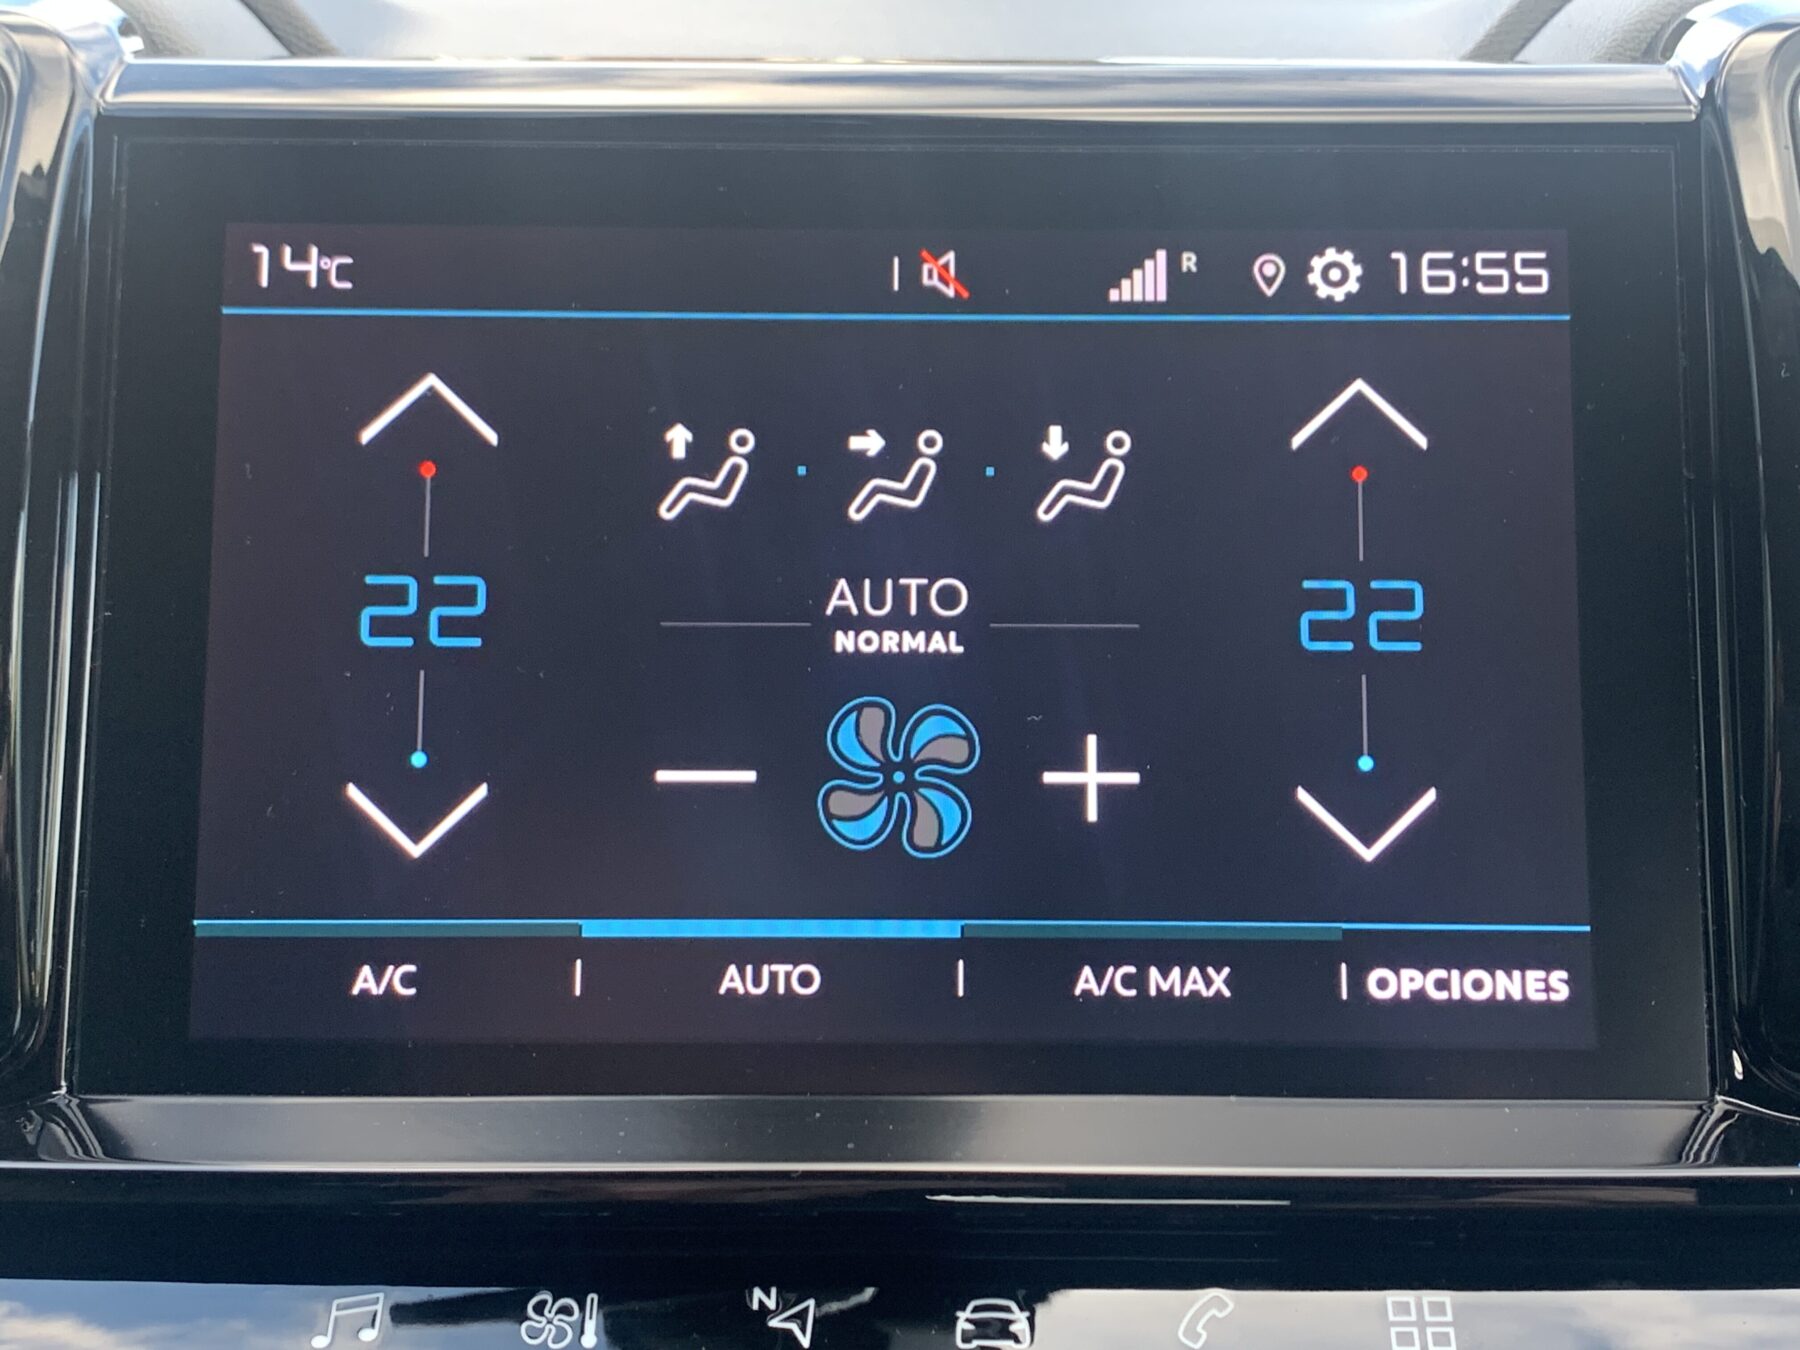 14°C
R
16:55
22
AUTO
NORMAL
22
A/C | AUTO | A/C MAX | OPCIONES
N